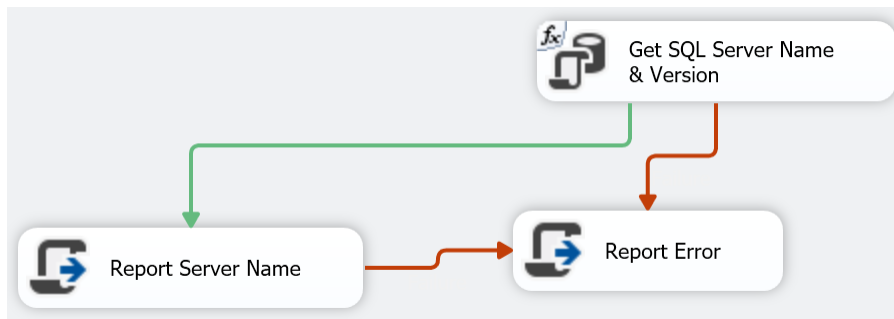 fx
Get SQL Server Name
& Version
Report Server Name
Report Error